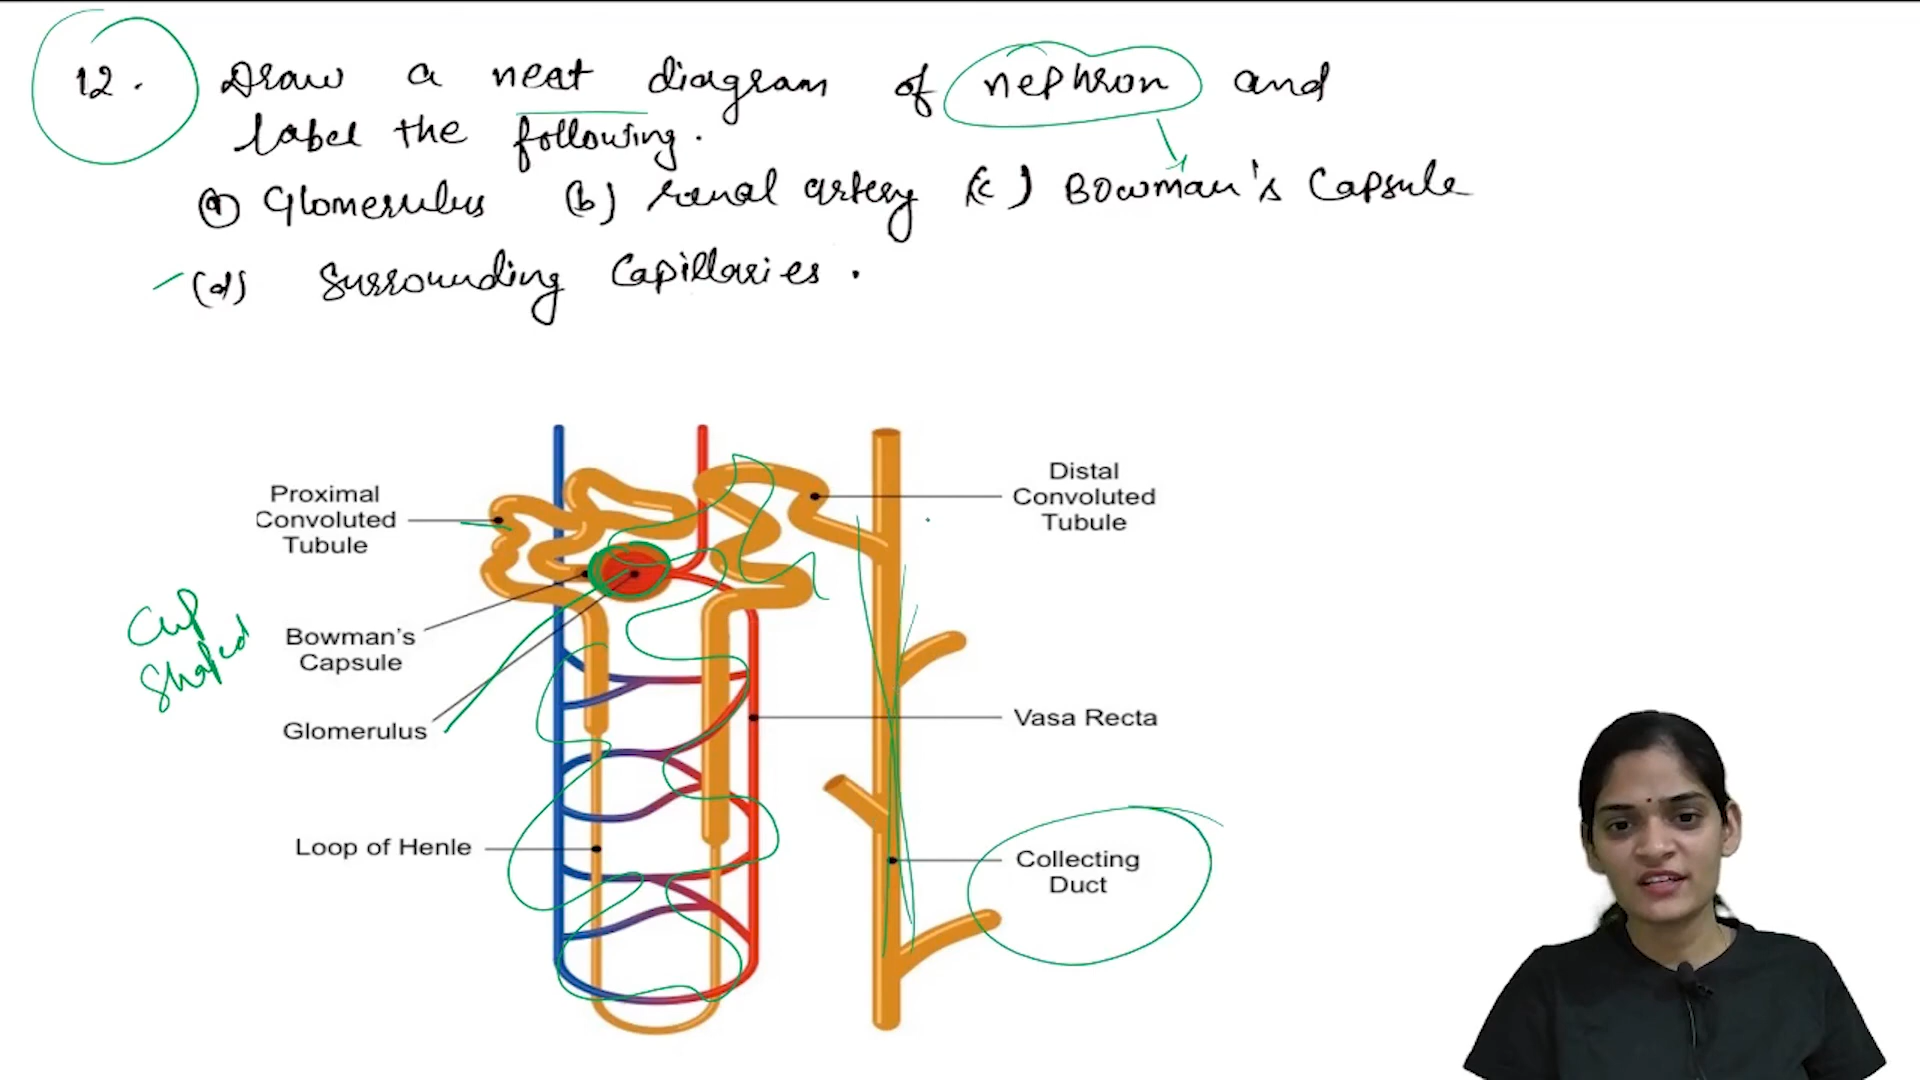 12. Draw a neat diagram of nephron and
label the following.
(a) Glomerulus (b) renal artery (c) Bowman's Capsule
(d) Surrounding Capillaries.
Proximal
Convoluted
Tubule
Distal
Convoluted
Tubule
Cup
Shaped
Bowman's
Capsule
Glomerulus
Vasa Recta
Loop of Henle
Collecting
Duct